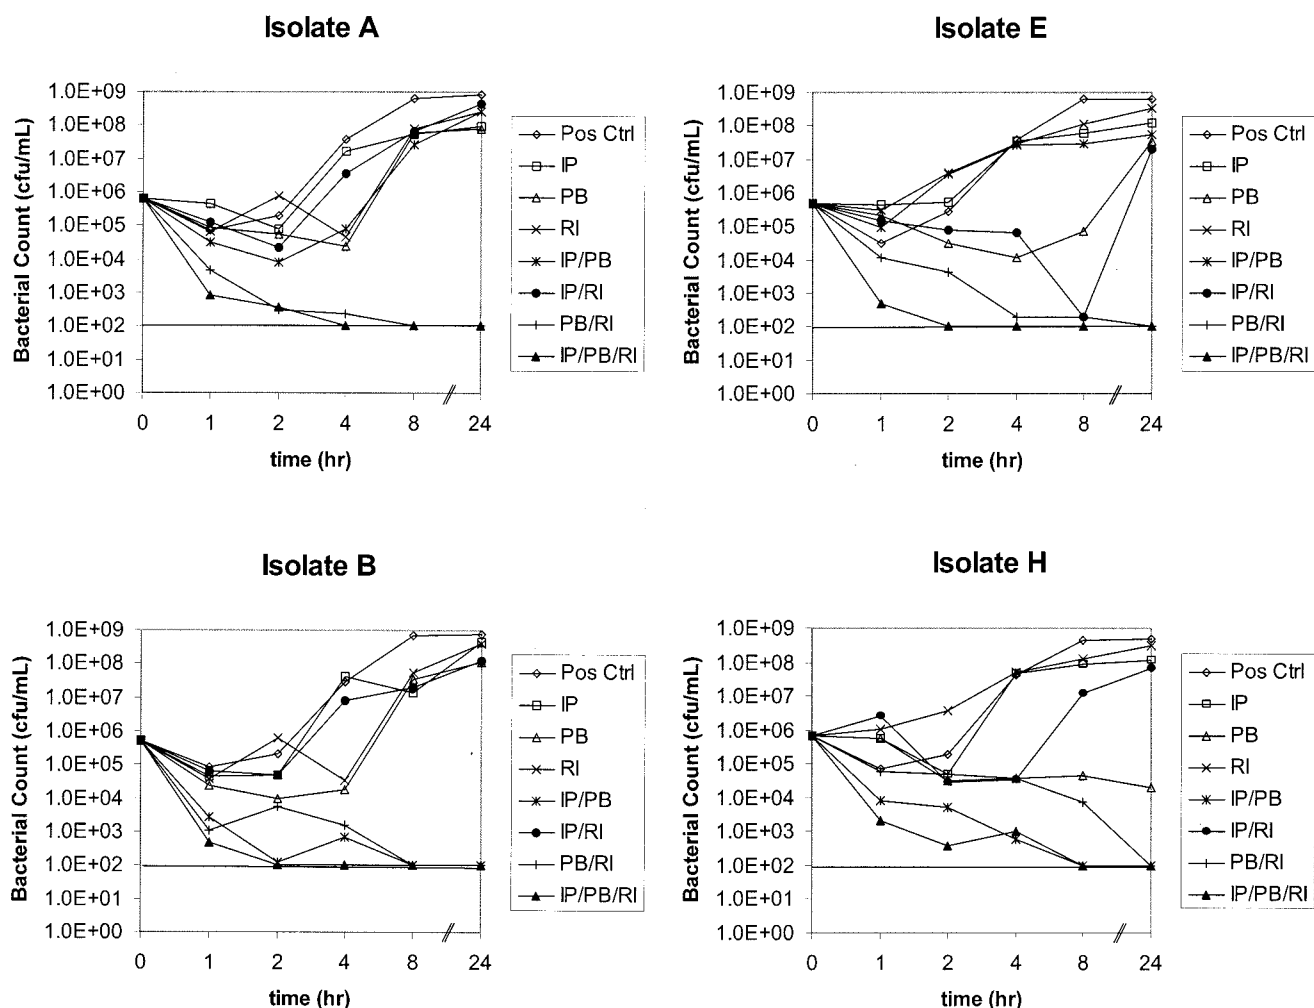 Isolate A
Bacterial Count (cfu/mL)
1.0E+09
1.0E+08
1.0E+07
1.0E+06
1.0E+05
1.0E+04
1.0E+03
1.0E+02
1.0E+01
1.0E+00
0 1 2 4 8 24
time (hr)
Pos Ctrl
IP
PB
RI
IP/PB
IP/RI
PB/RI
IP/PB/RI
Isolate E
Bacterial Count (cfu/mL)
1.0E+09
1.0E+08
1.0E+07
1.0E+06
1.0E+05
1.0E+04
1.0E+03
1.0E+02
1.0E+01
1.0E+00
0 1 2 4 8 24
time (hr)
Pos Ctrl
IP
PB
RI
IP/PB
IP/RI
PB/RI
IP/PB/RI
Isolate B
Bacterial Count (cfu/mL)
1.0E+09
1.0E+08
1.0E+07
1.0E+06
1.0E+05
1.0E+04
1.0E+03
1.0E+02
1.0E+01
1.0E+00
0 1 2 4 8 24
time (hr)
Pos Ctrl
IP
PB
RI
IP/PB
IP/RI
PB/RI
IP/PB/RI
Isolate H
Bacterial Count (cfu/mL)
1.0E+09
1.0E+08
1.0E+07
1.0E+06
1.0E+05
1.0E+04
1.0E+03
1.0E+02
1.0E+01
1.0E+00
0 1 2 4 8 24
time (hr)
Pos Ctrl
IP
PB
RI
IP/PB
IP/RI
PB/RI
IP/PB/RI